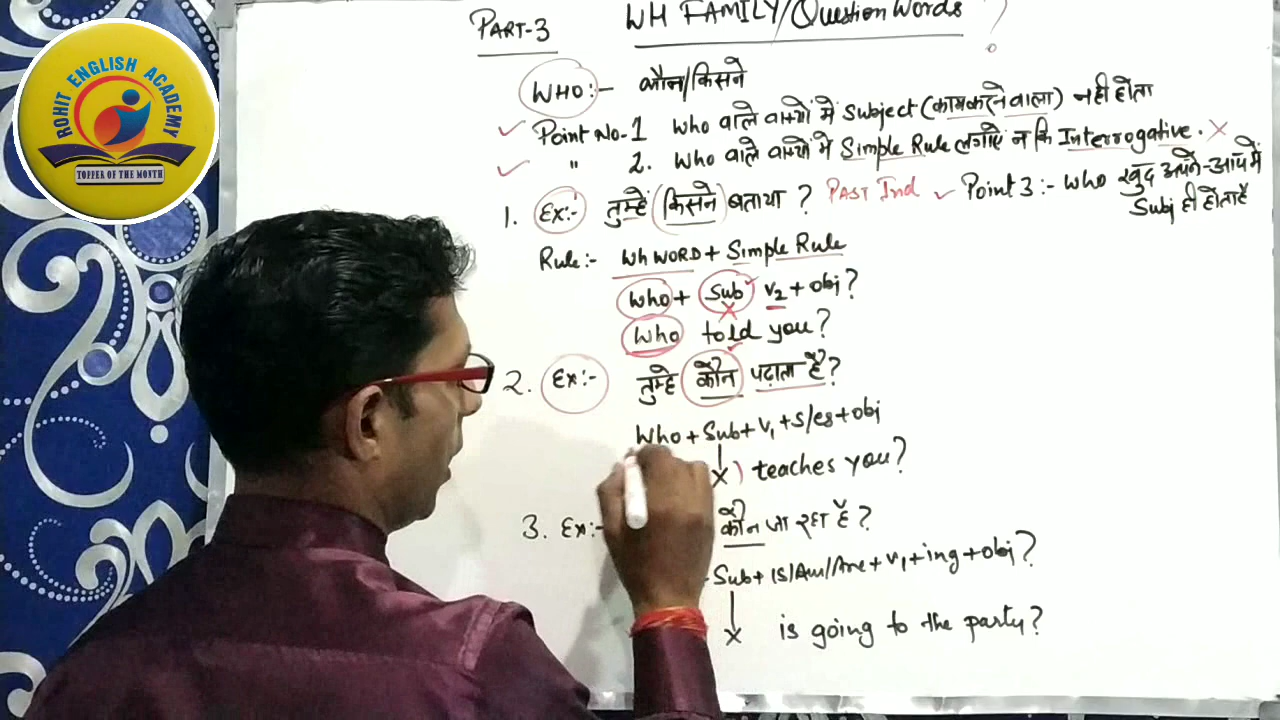 ROHIT ENGLISH ACADEMY
TOPPER OF THE MONTH
PART-3 WH FAMILY/Question Words ?
WHO:- कौन/किसने
Point No-1 Who वाले वाक्यों में Subject (काम करने वाला) नही होता
" 2. Who वाले वाक्यों में Simple Rule लगाएं न कि Interrogative. ×
1. Ex:- तुम्हें (किसने) बताया ? PAST Ind
Point 3:- Who खुद अपने-आप में
Subj ही होता है
Rule:- Wh WORD + Simple Rule
Who + Sub V2 + obj?
×
Who told you?
2. Ex:- तुम्हे कौन पढ़ाता है?
Who + Sub + V1 + s/es + obj
× ) teaches you?
3. Ex:- कौन जा रहा है?
Sub + is/Am/Are + V1 + ing + obj?
× is going to the party?